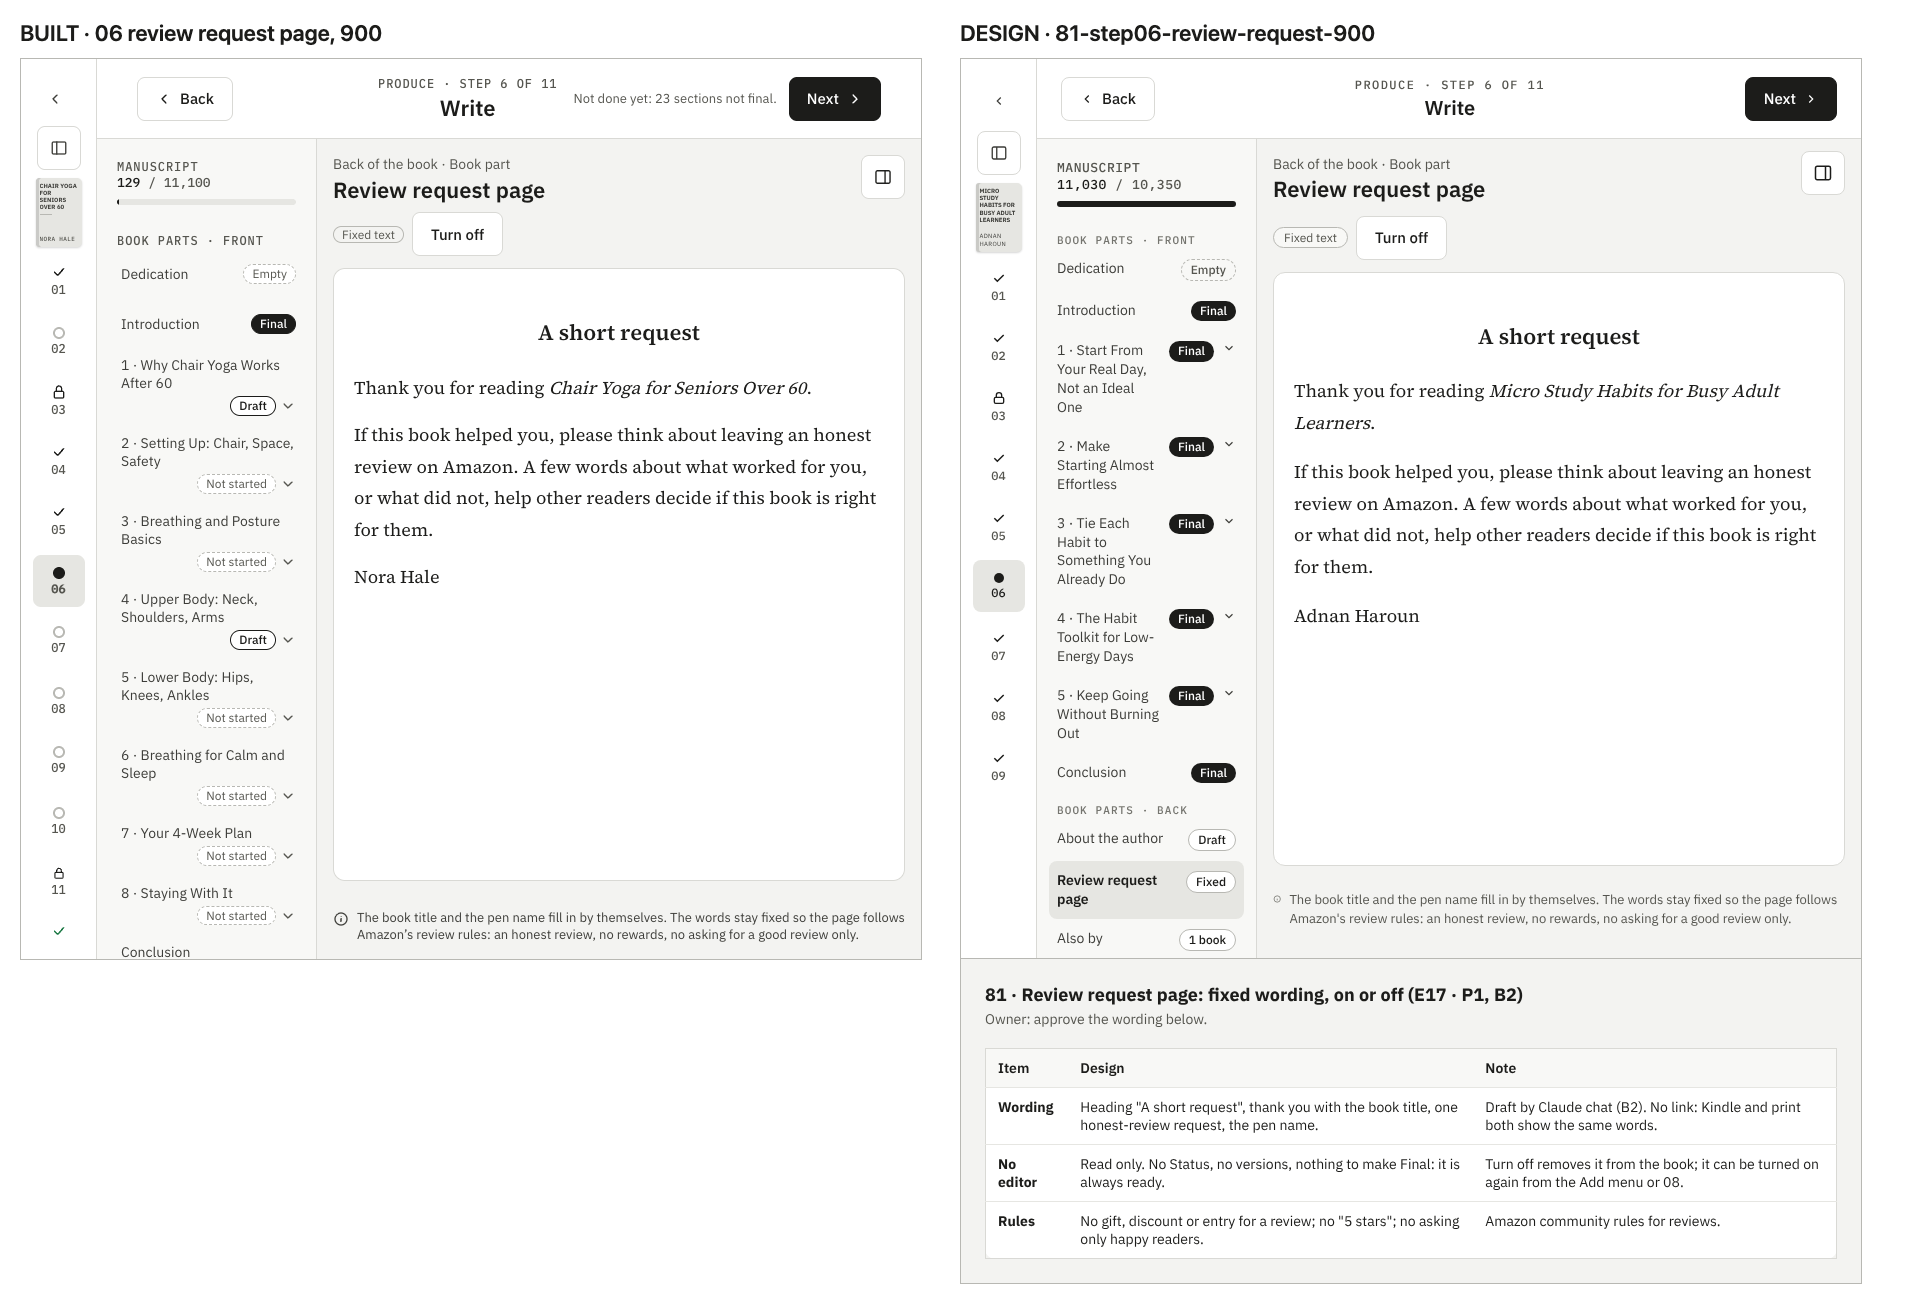 BUILT · 06 review request page, 900
Back
PRODUCE · STEP 6 OF 11
Write
Not done yet: 23 sections not final.
Next
CHAIR YOGA
FOR
SENIORS
OVER 60
NORA HALE
01
02
03
04
05
06
07
08
09
10
11
MANUSCRIPT
129 / 11,100
BOOK PARTS · FRONT
Dedication
Empty
Introduction
Final
1 · Why Chair Yoga Works
After 60
Draft
2 · Setting Up: Chair, Space,
Safety
Not started
3 · Breathing and Posture
Basics
Not started
4 · Upper Body: Neck,
Shoulders, Arms
Draft
5 · Lower Body: Hips,
Knees, Ankles
Not started
6 · Breathing for Calm and
Sleep
Not started
7 · Your 4-Week Plan
Not started
8 · Staying With It
Not started
Conclusion
Back of the book · Book part
Review request page
Fixed text
Turn off
A short request
Thank you for reading Chair Yoga for Seniors Over 60.
If this book helped you, please think about leaving an honest
review on Amazon. A few words about what worked for you,
or what did not, help other readers decide if this book is right
for them.
Nora Hale
The book title and the pen name fill in by themselves. The words stay fixed so the page follows
Amazon's review rules: an honest review, no rewards, no asking for a good review only.
DESIGN · 81-step06-review-request-900
Back
PRODUCE · STEP 6 OF 11
Write
Next
MICRO
STUDY
HABITS FOR
BUSY ADULT
LEARNERS
ADNAN
HAROUN
01
02
03
04
05
06
07
08
09
MANUSCRIPT
11,030 / 10,350
BOOK PARTS · FRONT
Dedication
Empty
Introduction
Final
1 · Start From
Your Real Day,
Not an Ideal
One
Final
2 · Make
Starting Almost
Effortless
Final
3 · Tie Each
Habit to
Something You
Already Do
Final
4 · The Habit
Toolkit for Low-
Energy Days
Final
5 · Keep Going
Without Burning
Out
Final
Conclusion
Final
BOOK PARTS · BACK
About the author
Draft
Review request
page
Fixed
Also by
1 book
Back of the book · Book part
Review request page
Fixed text
Turn off
A short request
Thank you for reading Micro Study Habits for Busy Adult
Learners.
If this book helped you, please think about leaving an honest
review on Amazon. A few words about what worked for you,
or what did not, help other readers decide if this book is right
for them.
Adnan Haroun
The book title and the pen name fill in by themselves. The words stay fixed so the page follows
Amazon's review rules: an honest review, no rewards, no asking for a good review only.
81 · Review request page: fixed wording, on or off (E17 · P1, B2)
Owner: approve the wording below.
Item
Design
Note
Wording
Heading "A short request", thank you with the book title, one
honest-review request, the pen name.
Draft by Claude chat (B2). No link: Kindle and print
both show the same words.
No
editor
Read only. No Status, no versions, nothing to make Final: it is
always ready.
Turn off removes it from the book; it can be turned on
again from the Add menu or 08.
Rules
No gift, discount or entry for a review; no "5 stars"; no asking
only happy readers.
Amazon community rules for reviews.